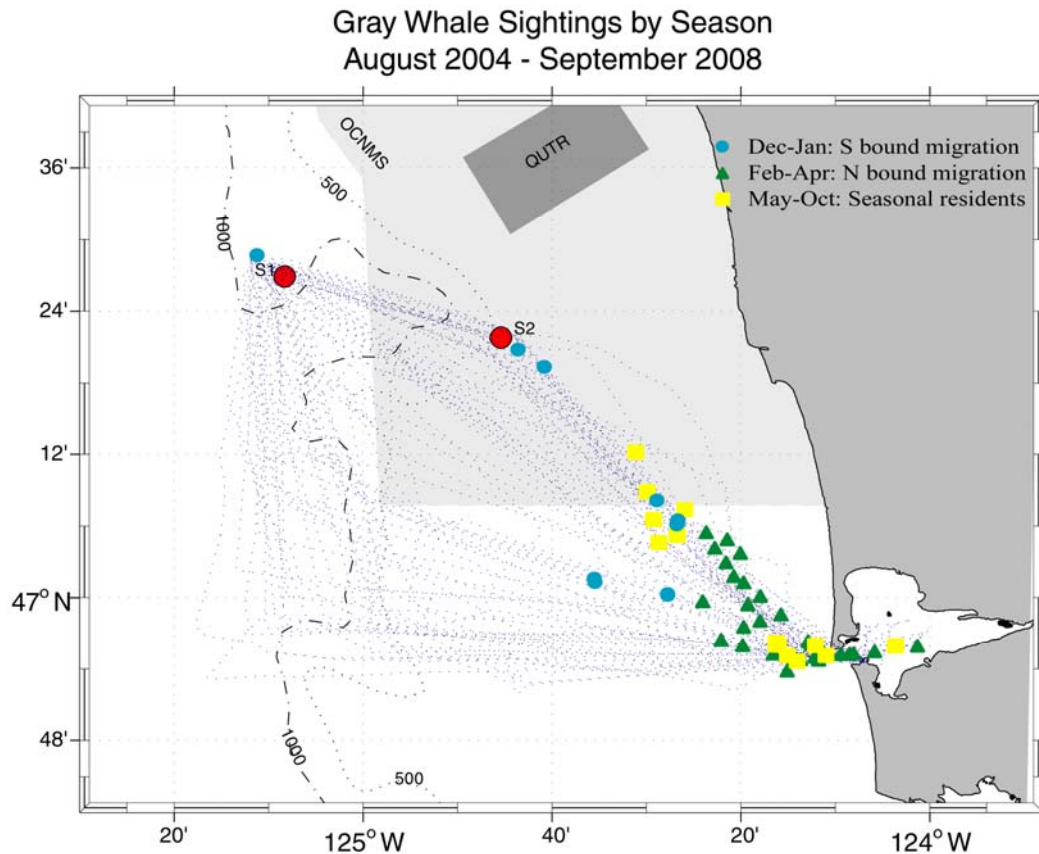 Gray Whale Sightings by Season
August 2004 - September 2008
OCNMS
QUTR
Dec-Jan: S bound migration
Feb-Apr: N bound migration
May-Oct: Seasonal residents
36'
500
1000
S1
24'
S2
12'
47° N
48'
1000
500
20'
125° W
40'
20'
124° W